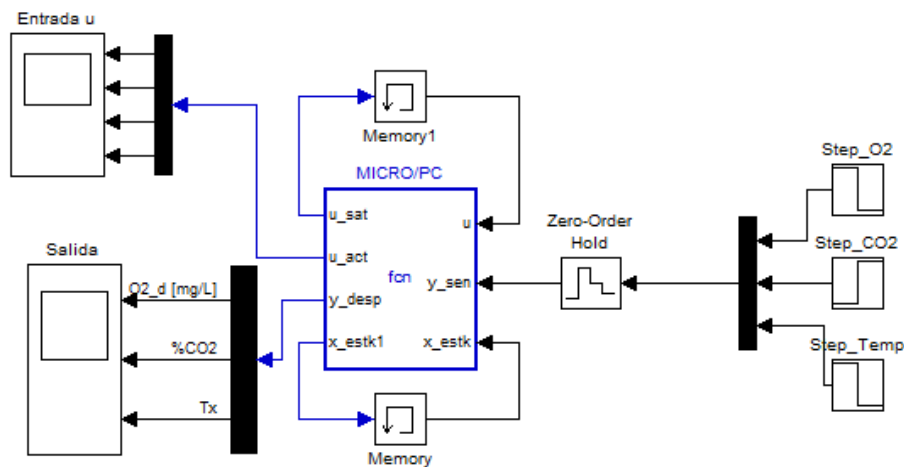 Entrada u
Memory1
MICRO/PC
u_sat
u
u_act
fcn
y_sen
y_desp
x_estk1
x_estk
Memory
Zero-Order
Hold
Step_O2
Step_CO2
Step_Temp
Salida
O2_d [mg/L]
%CO2
Tx